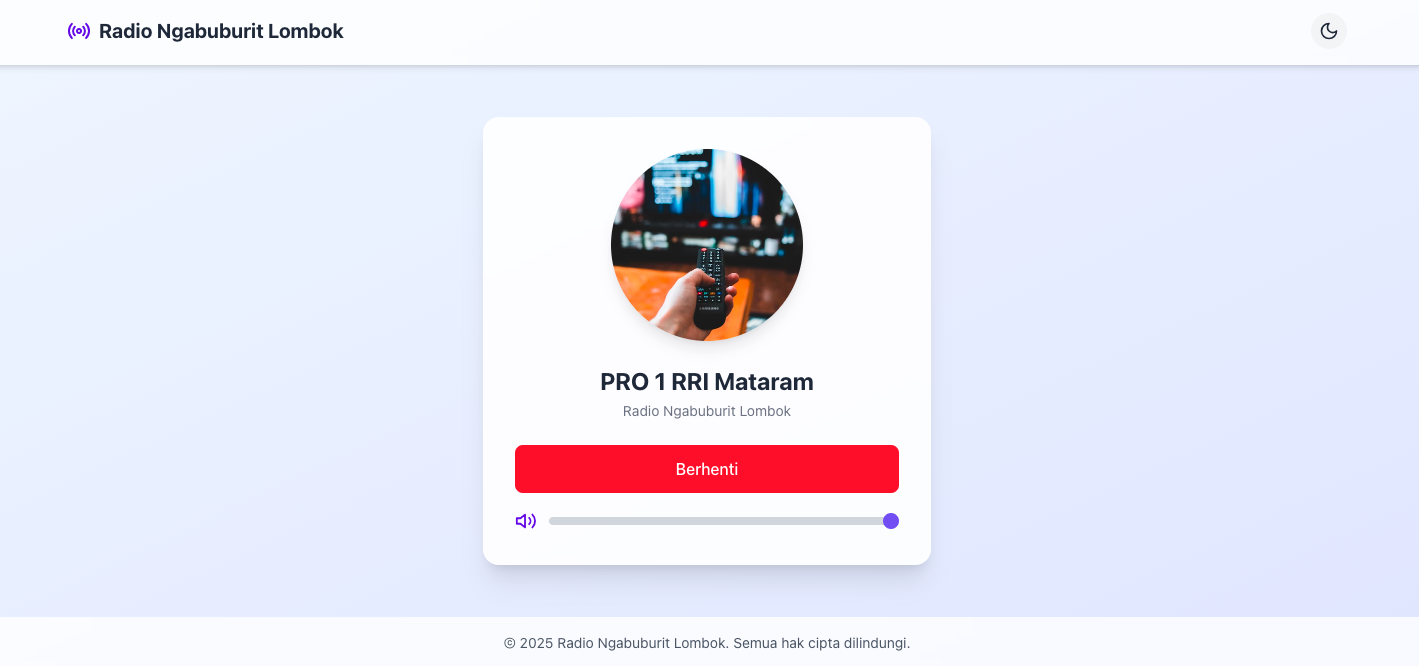 Radio Ngabuburit Lombok
PRO 1 RRI Mataram
Radio Ngabuburit Lombok
Berhenti
© 2025 Radio Ngabuburit Lombok. Semua hak cipta dilindungi.